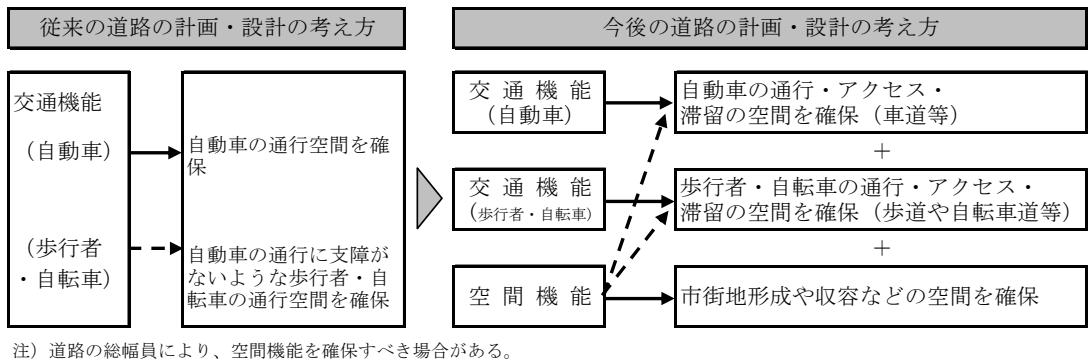 従来の道路の計画・設計の考え方
交通機能
（自動車）
（歩行者
・自転車）
自動車の通行空間を確
保
自動車の通行に支障が
ないような歩行者・自
転車の通行空間を確保
今後の道路の計画・設計の考え方
交通機能
（自動車）
自動車の通行・アクセス・
滞留の空間を確保（車道等）
＋
交通機能
（歩行者・自転車）
歩行者・自転車の通行・アクセス・
滞留の空間を確保（歩道や自転車道等）
＋
空間機能
市街地形成や収容などの空間を確保
注）道路の総幅員により、空間機能を確保すべき場合がある。